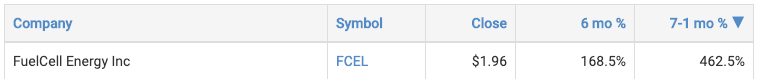 Company Symbol Close 6 mo % 7-1 mo % ▼
FuelCell Energy Inc FCEL $1.96 168.5% 462.5%